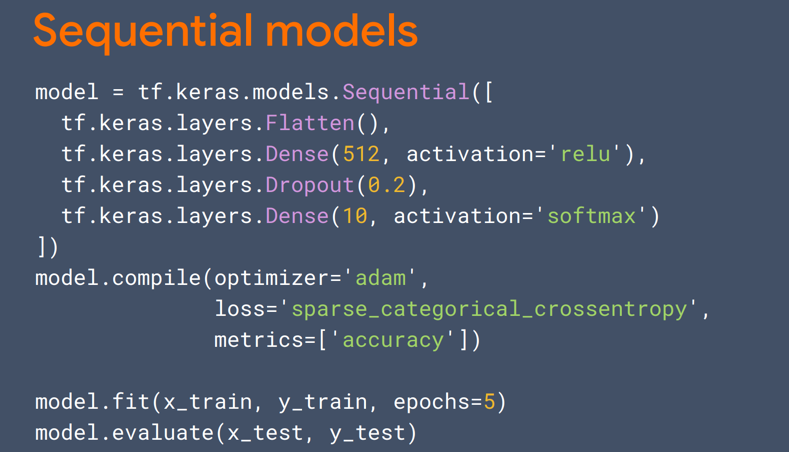 Sequential models
model = tf.keras.models.Sequential([
  tf.keras.layers.Flatten(),
  tf.keras.layers.Dense(512, activation='relu'),
  tf.keras.layers.Dropout(0.2),
  tf.keras.layers.Dense(10, activation='softmax')
])
model.compile(optimizer='adam',
              loss='sparse_categorical_crossentropy',
              metrics=['accuracy'])
model.fit(x_train, y_train, epochs=5)
model.evaluate(x_test, y_test)